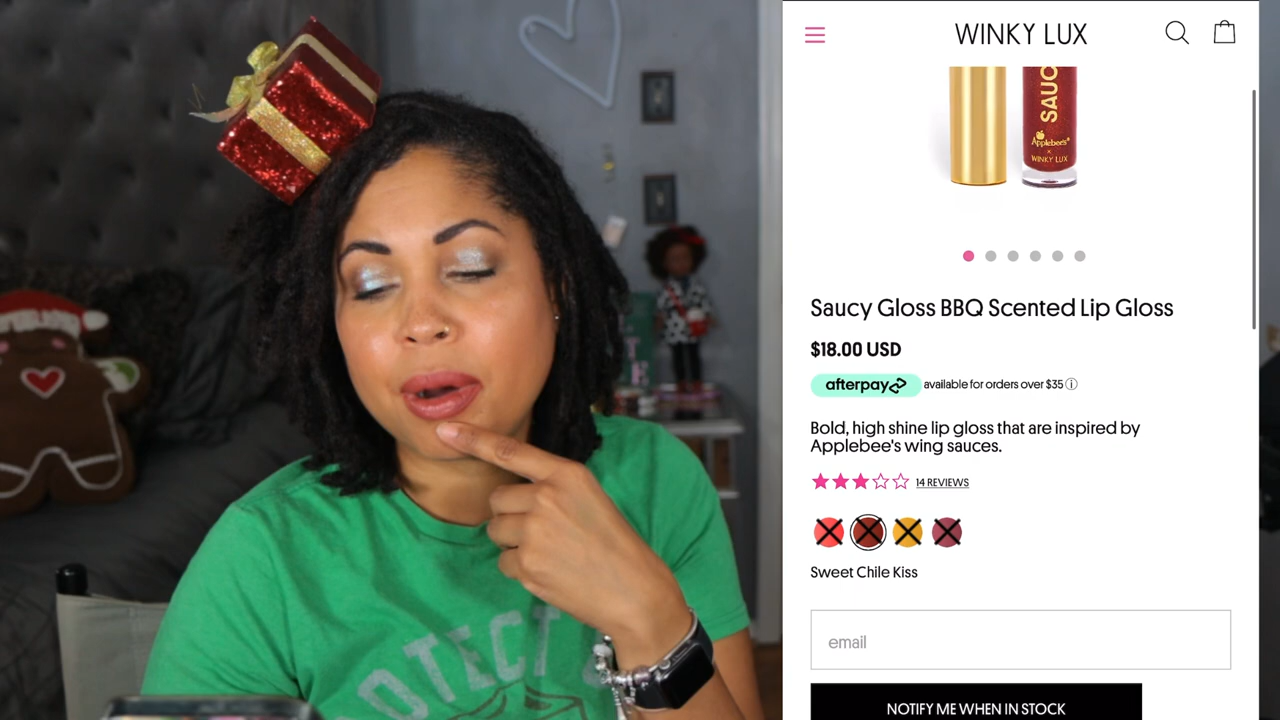 WINKY LUX
SAUC
Applebee's
×
WINKY LUX
Saucy Gloss BBQ Scented Lip Gloss
$18.00 USD
afterpay available for orders over $35
Bold, high shine lip gloss that are inspired by
Applebee's wing sauces.
14 REVIEWS
Sweet Chile Kiss
email
NOTIFY ME WHEN IN STOCK
OTECT